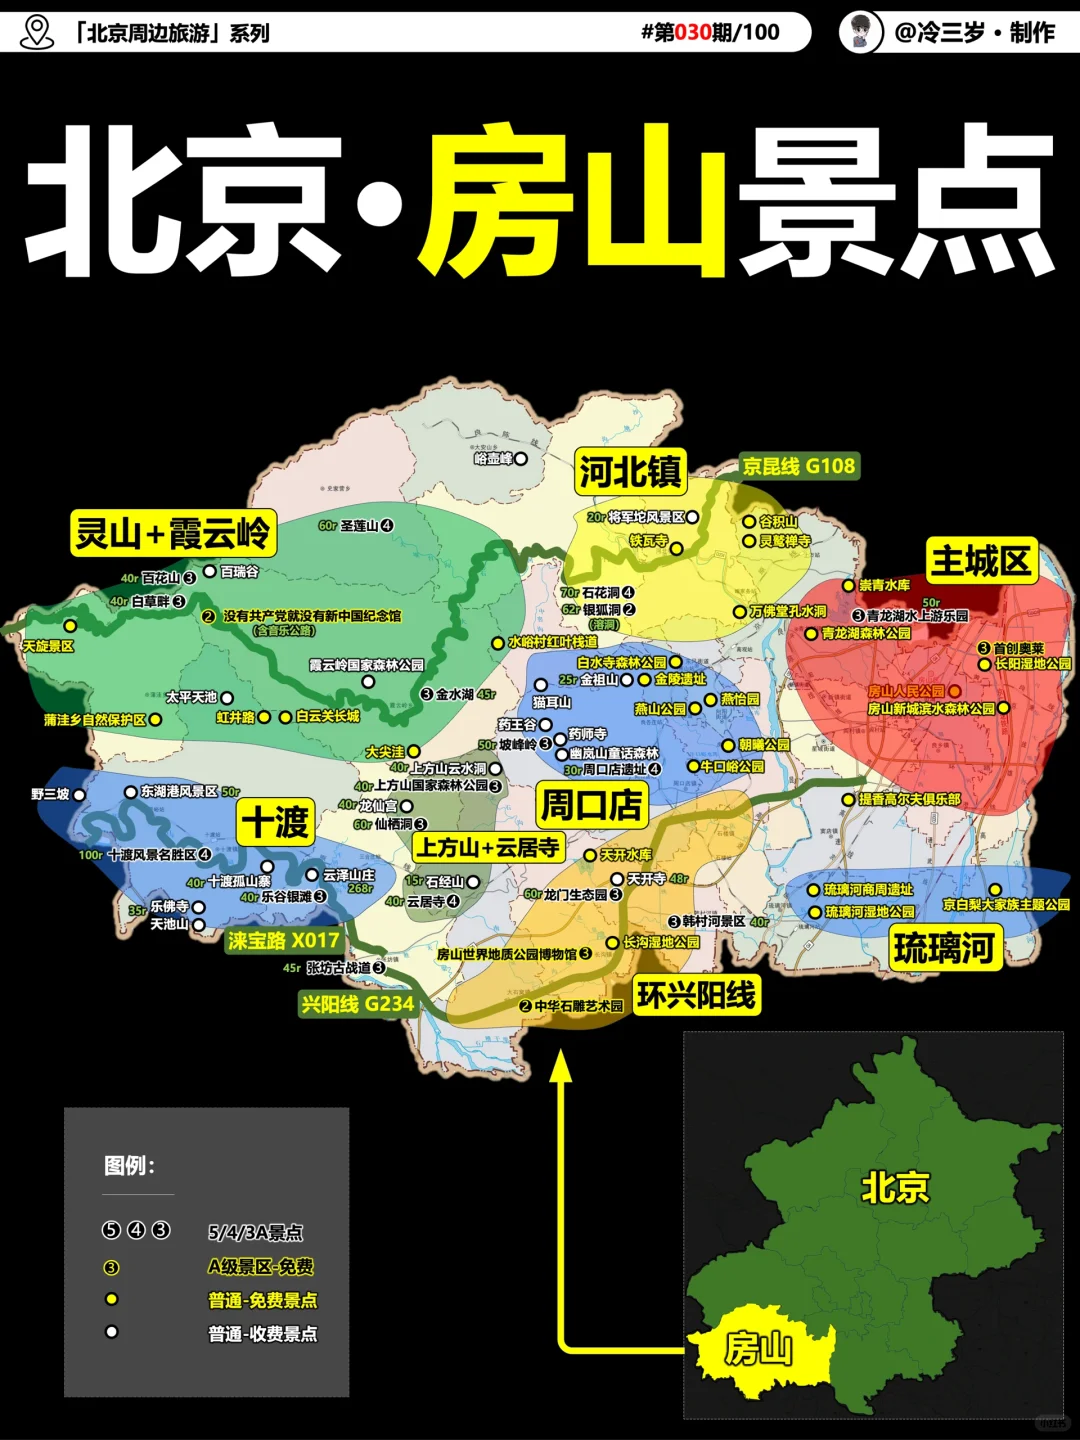 「北京周边旅游」系列
#第030期/100
@冷三岁·制作
北京·房山景点
峪壶峰
河北镇
京昆线 G108
20r 将军坨风景区
谷积山
铁瓦寺
灵鹫禅寺
灵山+霞云岭
60r 圣莲山④
主城区
40r 百花山③
百瑞谷
40r 白草畔③
② 没有共产党就没有新中国纪念馆
(含音乐公路)
天旋景区
70r 石花洞④
62r 银狐洞②
(溶洞)
万佛堂孔水洞
崇青水库
50r
③青龙湖水上游乐园
青龙湖森林公园
水峪村红叶栈道
③首创奥莱
长阳湿地公园
霞云岭国家森林公园
白水寺森林公园
25r 金祖山
金陵遗址
房山人民公园
太平天池
③金水湖 45r
猫耳山
燕怡园
燕山公园
房山新城滨水森林公园
蒲洼乡自然保护区
虹井路
白云关长城
药王谷
药师寺
大尖洼
50r 坡峰岭③
幽岚山童话森林
朝曦公园
40r 上方山云水洞
30r 周口店遗址④
牛口峪公园
40r 上方山国家森林公园③
野三坡
东湖港风景区 50r
十渡
40r 龙仙宫
周口店
提香高尔夫俱乐部
60r 仙栖洞③
上方山+云居寺
100r 十渡风景名胜区④
天开水库
40r 十渡孤山寨
云泽山庄
268r
15r 石经山
天开寺 48r
琉璃河商周遗址
40r 乐谷银滩③
40r 云居寺④
60r 龙门生态园③
京白梨大家族主题公园
35r 乐佛寺
琉璃河湿地公园
天池山
③韩村河景区 40r
涞宝路 X017
长沟湿地公园
琉璃河
房山世界地质公园博物馆③
45r 张坊古战道③
环兴阳线
兴阳线 G234
②中华石雕艺术园
图例：
⑤④③ 5/4/3A景点
③ A级景区-免费
普通-免费景点
普通-收费景点
北京
房山